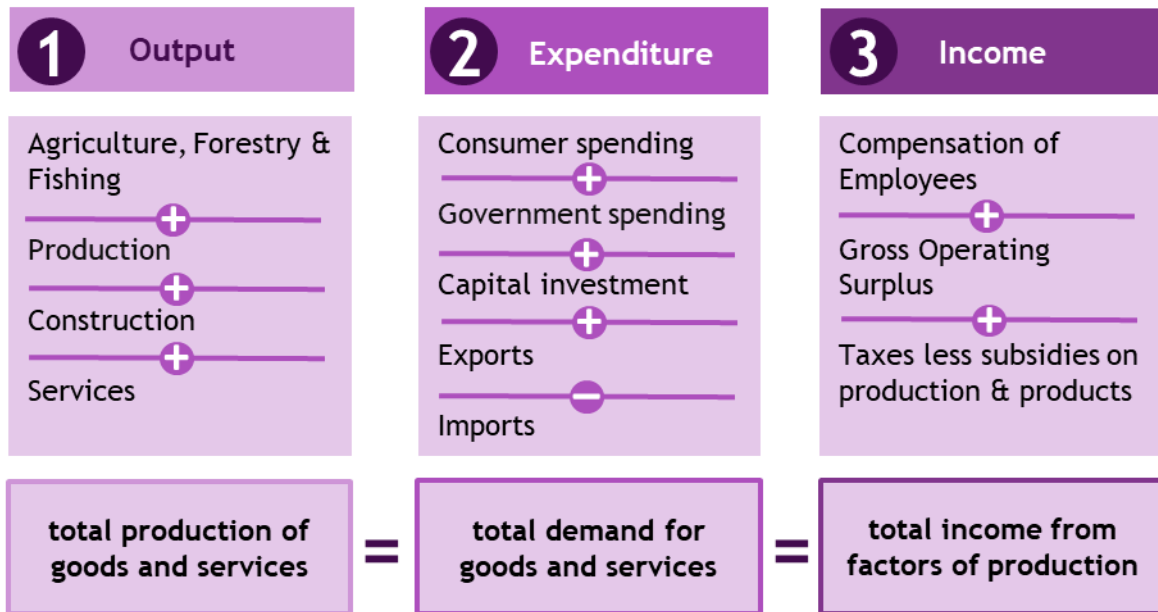 1 Output
Agriculture, Forestry &
Fishing
+
Production
+
Construction
+
Services
total production of
goods and services
=
2 Expenditure
Consumer spending
+
Government spending
+
Capital investment
+
Exports
−
Imports
total demand for
goods and services
=
3 Income
Compensation of
Employees
+
Gross Operating
Surplus
+
Taxes less subsidies on
production & products
total income from
factors of production